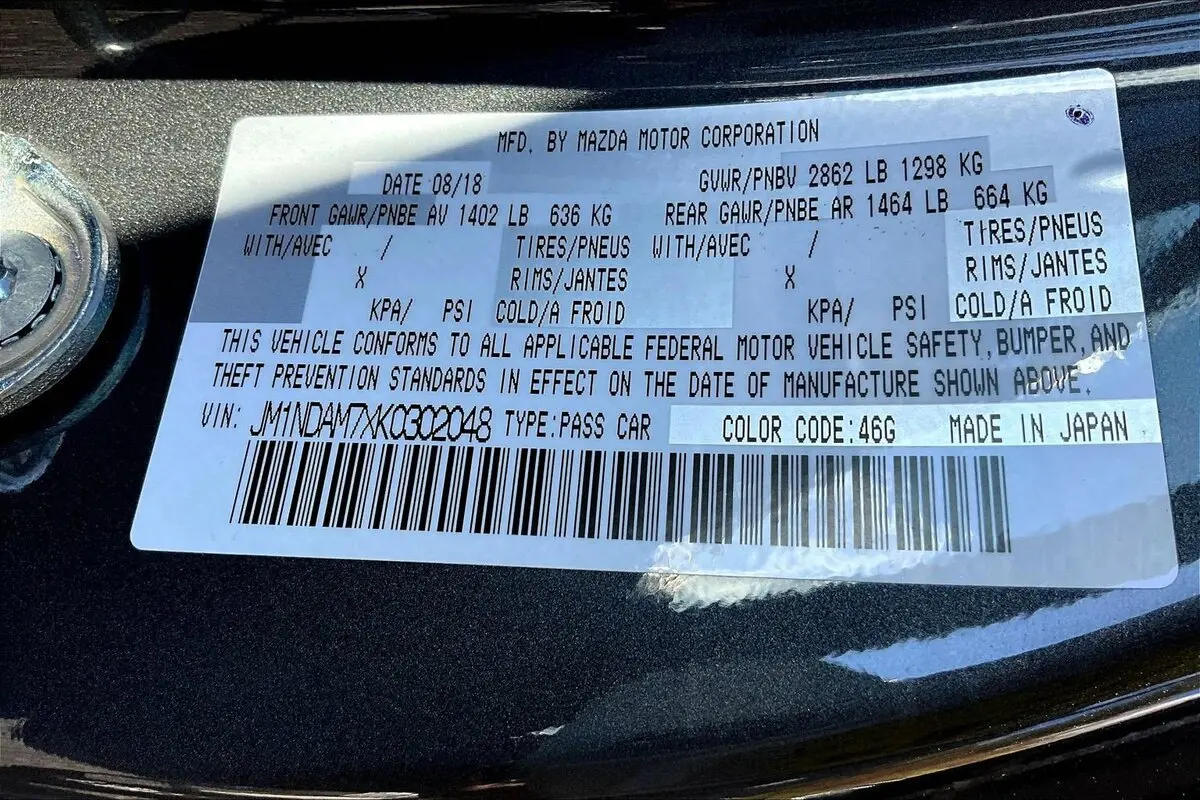 MFD. BY MAZDA MOTOR CORPORATION
DATE 08/18 GVWR/PNBV 2862 LB 1298 KG
FRONT GAWR/PNBE AV 1402 LB 636 KG REAR GAWR/PNBE AR 1464 LB 664 KG
WITH/AVEC / TIRES/PNEUS WITH/AVEC / TIRES/PNEUS
X RIMS/JANTES X RIMS/JANTES
KPA/ PSI COLD/A FROID KPA/ PSI COLD/A FROID
THIS VEHICLE CONFORMS TO ALL APPLICABLE FEDERAL MOTOR VEHICLE SAFETY, BUMPER, AND
THEFT PREVENTION STANDARDS IN EFFECT ON THE DATE OF MANUFACTURE SHOWN ABOVE.
VIN: JM1NDAM7XK0302048 TYPE:PASS CAR COLOR CODE:46G MADE IN JAPAN